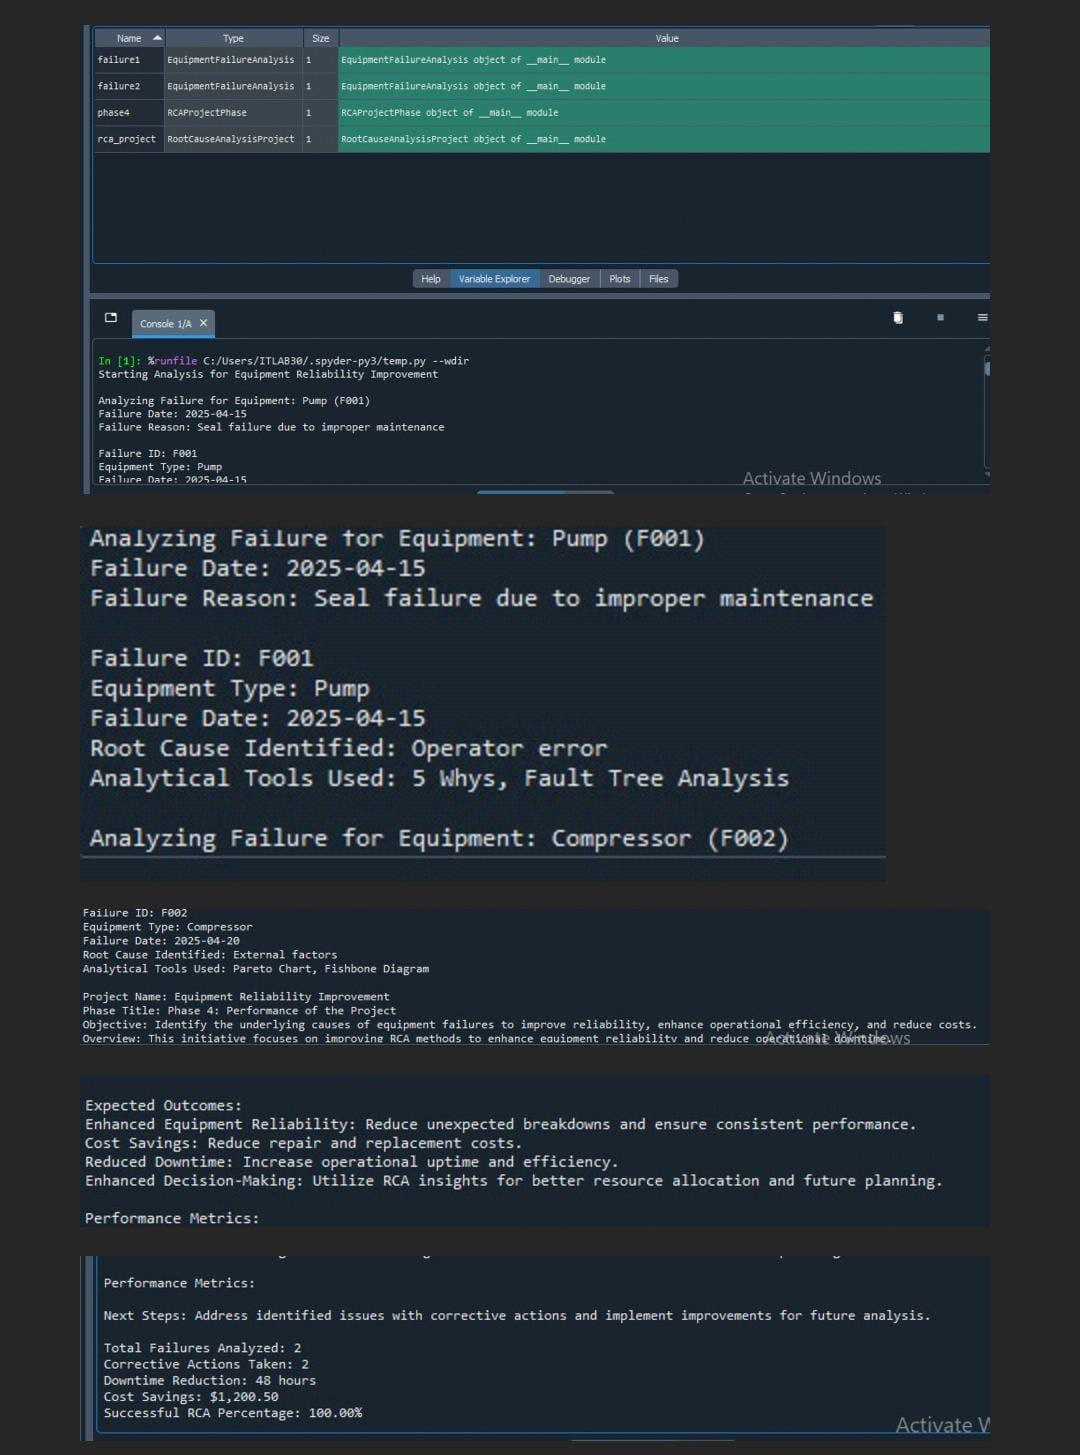 Name Type Size Value
failure1 EquipmentFailureAnalysis 1 EquipmentFailureAnalysis object of __main__ module
failure2 EquipmentFailureAnalysis 1 EquipmentFailureAnalysis object of __main__ module
phase4 RCAProjectPhase 1 RCAProjectPhase object of __main__ module
rca_project RootCauseAnalysisProject 1 RootCauseAnalysisProject object of __main__ module
Help Variable Explorer Debugger Plots Files
Console 1/A
In [1]: %runfile C:/Users/ITLAB30/.spyder-py3/temp.py --wdir
Starting Analysis for Equipment Reliability Improvement
Analyzing Failure for Equipment: Pump (F001)
Failure Date: 2025-04-15
Failure Reason: Seal failure due to improper maintenance
Failure ID: F001
Equipment Type: Pump
Failure Date: 2025-04-15
Activate Windows
Analyzing Failure for Equipment: Pump (F001)
Failure Date: 2025-04-15
Failure Reason: Seal failure due to improper maintenance
Failure ID: F001
Equipment Type: Pump
Failure Date: 2025-04-15
Root Cause Identified: Operator error
Analytical Tools Used: 5 Whys, Fault Tree Analysis
Analyzing Failure for Equipment: Compressor (F002)
Failure ID: F002
Equipment Type: Compressor
Failure Date: 2025-04-20
Root Cause Identified: External factors
Analytical Tools Used: Pareto Chart, Fishbone Diagram
Project Name: Equipment Reliability Improvement
Phase Title: Phase 4: Performance of the Project
Objective: Identify the underlying causes of equipment failures to improve reliability, enhance operational efficiency, and reduce costs.
Overview: This initiative focuses on improving RCA methods to enhance equipment reliability and reduce operational downtime.
Activate Windows
Expected Outcomes:
Enhanced Equipment Reliability: Reduce unexpected breakdowns and ensure consistent performance.
Cost Savings: Reduce repair and replacement costs.
Reduced Downtime: Increase operational uptime and efficiency.
Enhanced Decision-Making: Utilize RCA insights for better resource allocation and future planning.
Performance Metrics:
Performance Metrics:
Next Steps: Address identified issues with corrective actions and implement improvements for future analysis.
Total Failures Analyzed: 2
Corrective Actions Taken: 2
Downtime Reduction: 48 hours
Cost Savings: $1,200.50
Successful RCA Percentage: 100.00%
Activate W